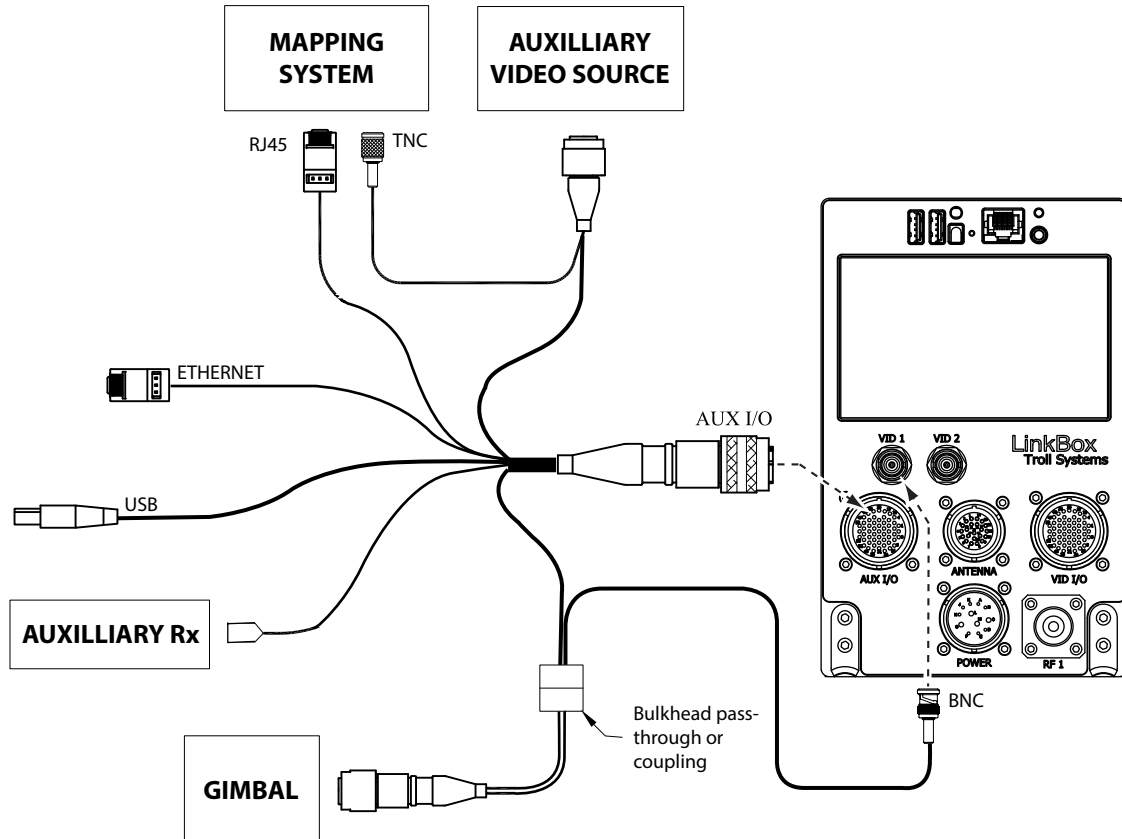 MAPPING
SYSTEM
AUXILLIARY
VIDEO SOURCE
RJ45
TNC
ETHERNET
AUX I/O
VID 1
VID 2
LinkBox
Troll Systems
USB
AUX I/O
ANTENNA
VID I/O
AUXILLIARY Rx
POWER
RF 1
BNC
Bulkhead pass-
through or
coupling
GIMBAL